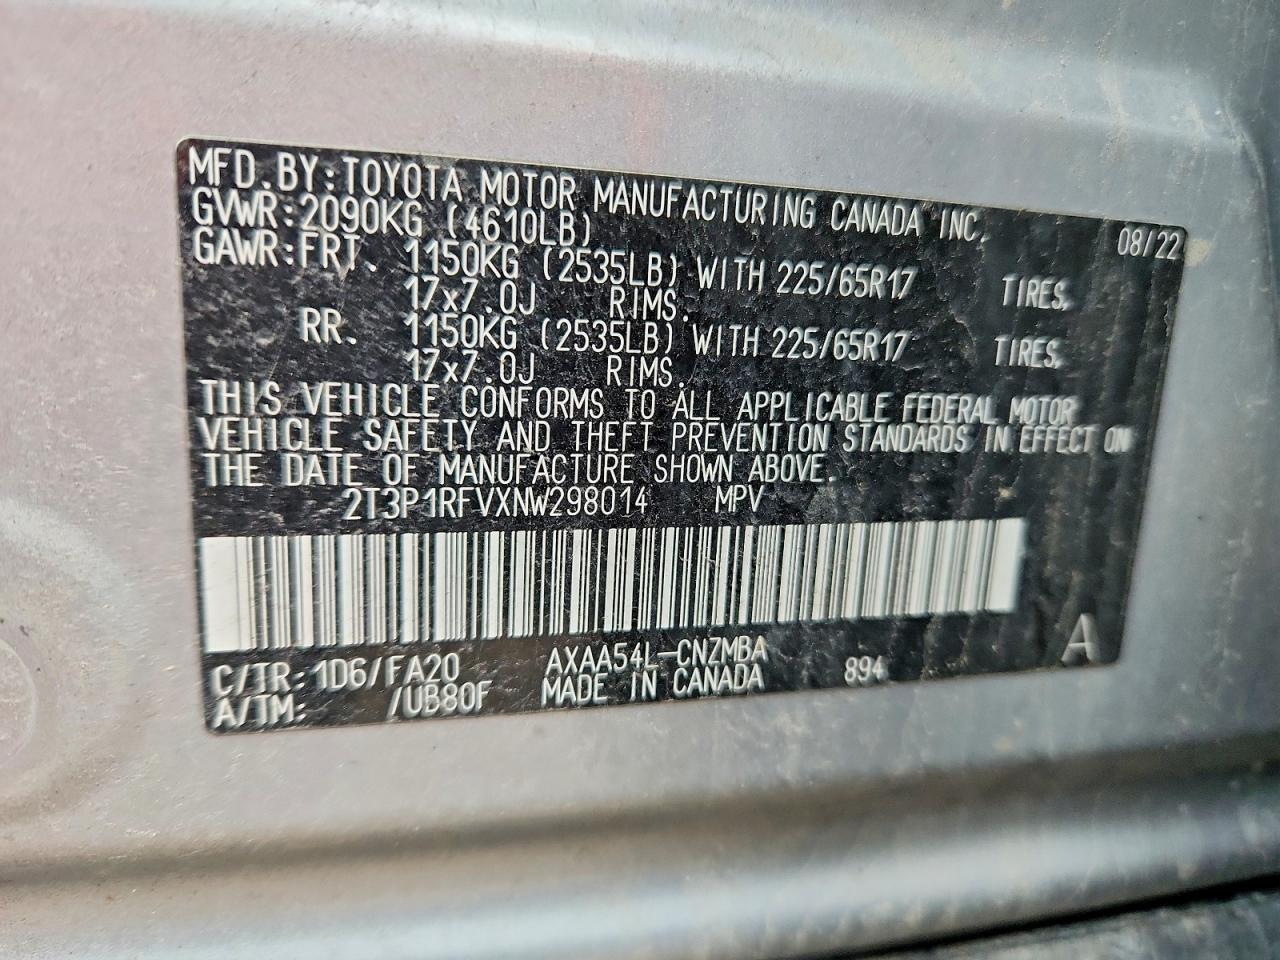 MFD.BY:TOYOTA MOTOR MANUFACTURING CANADA INC. 08/22
GVWR:2090KG (4610LB)
GAWR:FRT. 1150KG (2535LB) WITH 225/65R17 TIRES,
17x7.0J RIMS.
RR. 1150KG (2535LB) WITH 225/65R17 TIRES,
17x7.0J RIMS.
THIS VEHICLE CONFORMS TO ALL APPLICABLE FEDERAL MOTOR
VEHICLE SAFETY AND THEFT PREVENTION STANDARDS IN EFFECT ON
THE DATE OF MANUFACTURE SHOWN ABOVE.
2T3P1RFVXNW298014 MPV
C/TR:1D6/FA20 AXAA54L-CNZMBA 894 A
A/TM: /UB80F MADE IN CANADA